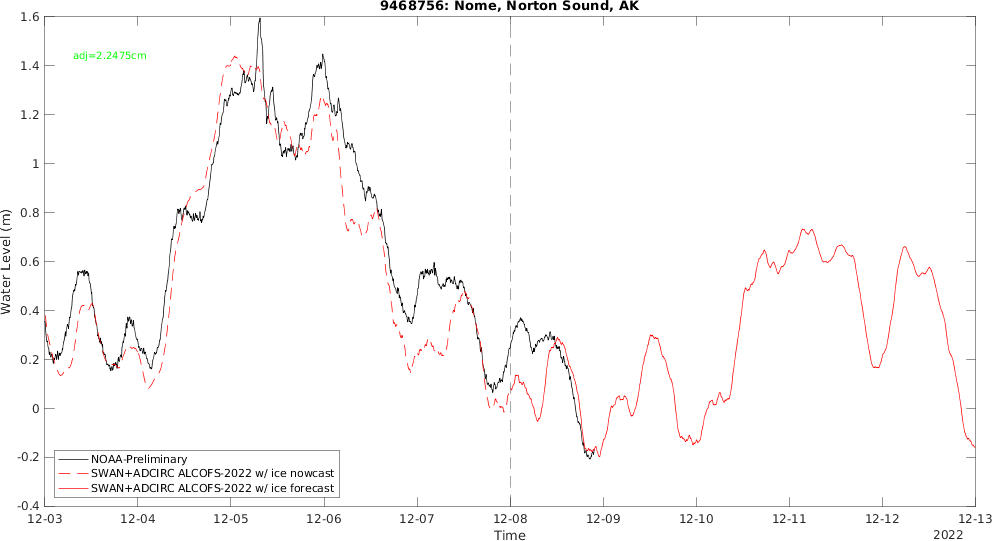 9468756: Nome, Norton Sound, AK
1.6
adj=2.2475cm
1.4
1.2
1
0.8
0.6
0.4
0.2
0
-0.2
-0.4
Water Level (m)
NOAA-Preliminary
SWAN+ADCIRC ALCOFS-2022 w/ ice nowcast
SWAN+ADCIRC ALCOFS-2022 w/ ice forecast
12-03 12-04 12-05 12-06 12-07 12-08 12-09 12-10 12-11 12-12 12-13
Time
2022